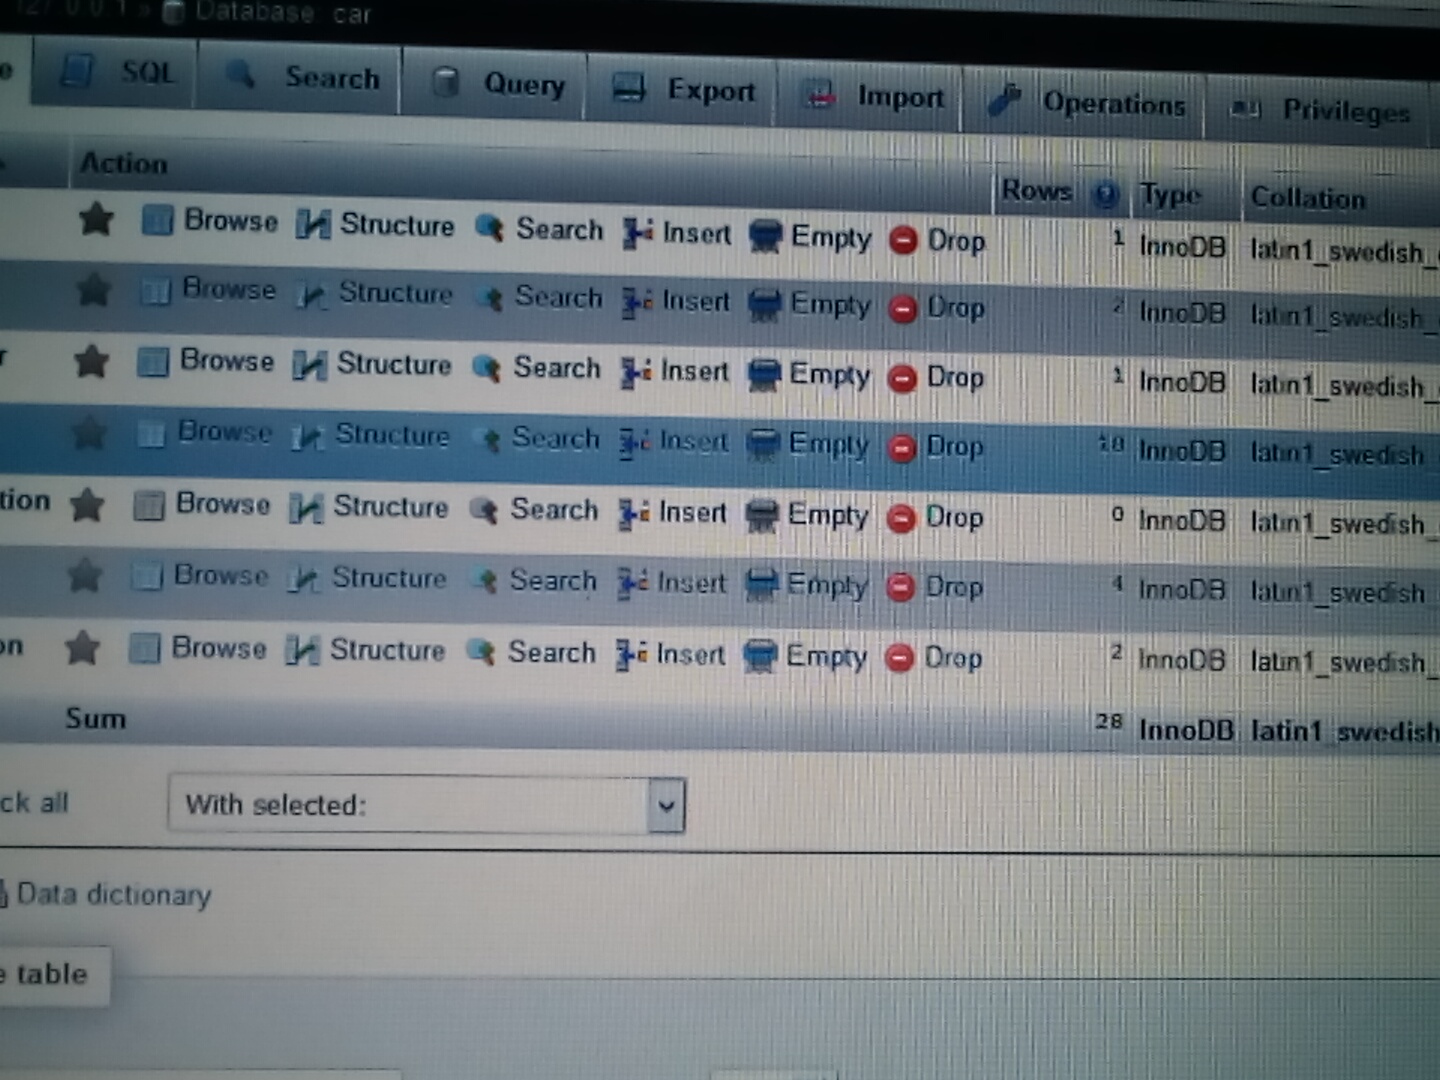 127.0.0.1 » Database: car
e SQL Search Query Export Import Operations Privileges
Action Rows Type Collation
Browse Structure Search Insert Empty Drop 1 InnoDB latin1_swedish_
Browse Structure Search Insert Empty Drop 2 InnoDB latin1_swedish_
r Browse Structure Search Insert Empty Drop 1 InnoDB latin1_swedish_
Browse Structure Search Insert Empty Drop 18 InnoDB latin1_swedish_
tion Browse Structure Search Insert Empty Drop 0 InnoDB latin1_swedish_
Browse Structure Search Insert Empty Drop 4 InnoDB latin1_swedish_
on Browse Structure Search Insert Empty Drop 2 InnoDB latin1_swedish_
Sum 28 InnoDB latin1_swedish
ck all With selected:
Data dictionary
e table